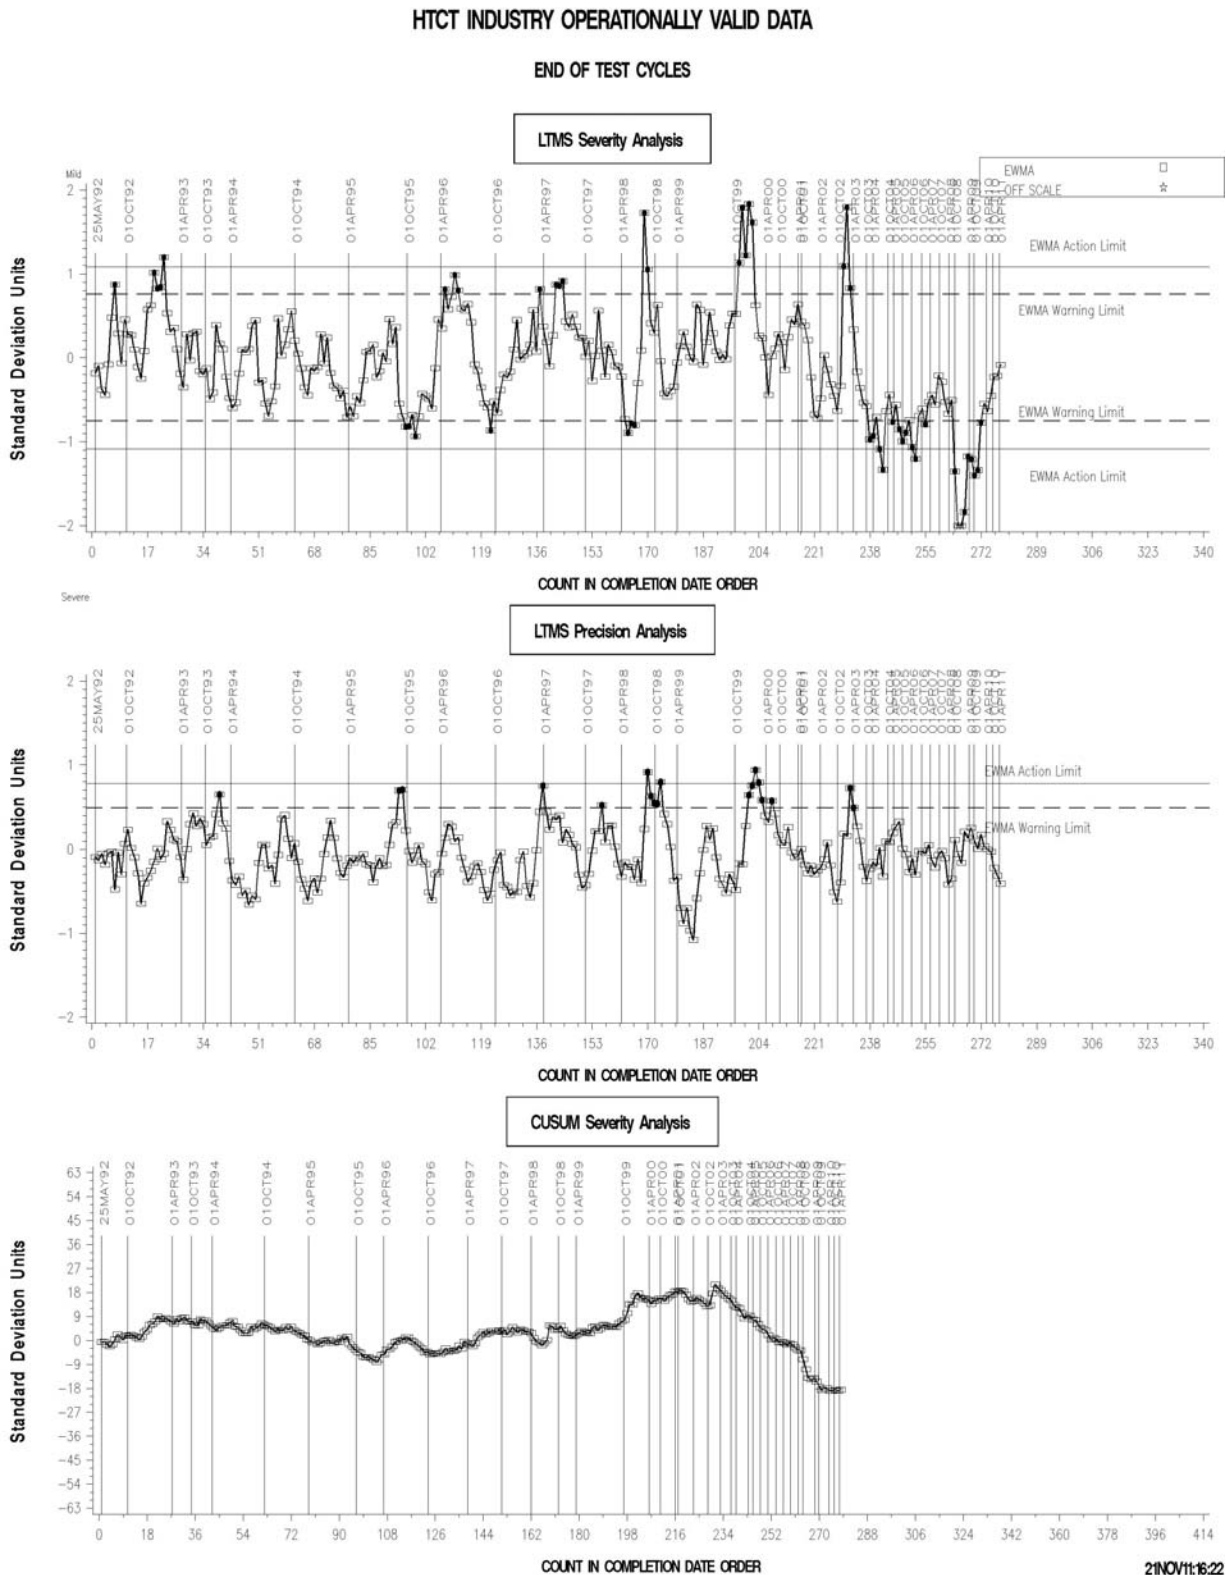 HTCT INDUSTRY OPERATIONALLY VALID DATA
END OF TEST CYCLES
LTMS Severity Analysis
Mild
EWMA
OFF SCALE
25MAY92 01OCT92 01APR93 01OCT93 01APR94 01OCT94 01APR95 01OCT95 01APR96 01OCT96 01APR97 01OCT97 01APR98 01OCT98 01APR99 01OCT99 01APR00 01OCT00 01APR02 01OCT02 01APR03
EWMA Action Limit
EWMA Warning Limit
EWMA Warning Limit
EWMA Action Limit
Standard Deviation Units
2
1
0
-1
-2
0 17 34 51 68 85 102 119 136 153 170 187 204 221 238 255 272 289 306 323 340
COUNT IN COMPLETION DATE ORDER
Severe
LTMS Precision Analysis
25MAY92 01OCT92 01APR93 01OCT93 01APR94 01OCT94 01APR95 01OCT95 01APR96 01OCT96 01APR97 01OCT97 01APR98 01OCT98 01APR99 01OCT99 01APR00 01OCT00 01APR02 01OCT02 01APR03
EWMA Action Limit
EWMA Warning Limit
Standard Deviation Units
2
1
0
-1
-2
0 17 34 51 68 85 102 119 136 153 170 187 204 221 238 255 272 289 306 323 340
COUNT IN COMPLETION DATE ORDER
CUSUM Severity Analysis
25MAY92 01OCT92 01APR93 01OCT93 01APR94 01OCT94 01APR95 01OCT95 01APR96 01OCT96 01APR97 01OCT97 01APR98 01OCT98 01APR99 01OCT99 01APR00 01OCT00 01APR02 01OCT02 01APR03
Standard Deviation Units
63
54
45
36
27
18
9
0
-9
-18
-27
-36
-45
-54
-63
0 18 36 54 72 90 108 126 144 162 180 198 216 234 252 270 288 306 324 342 360 378 396 414
COUNT IN COMPLETION DATE ORDER
21NOV11:16:22